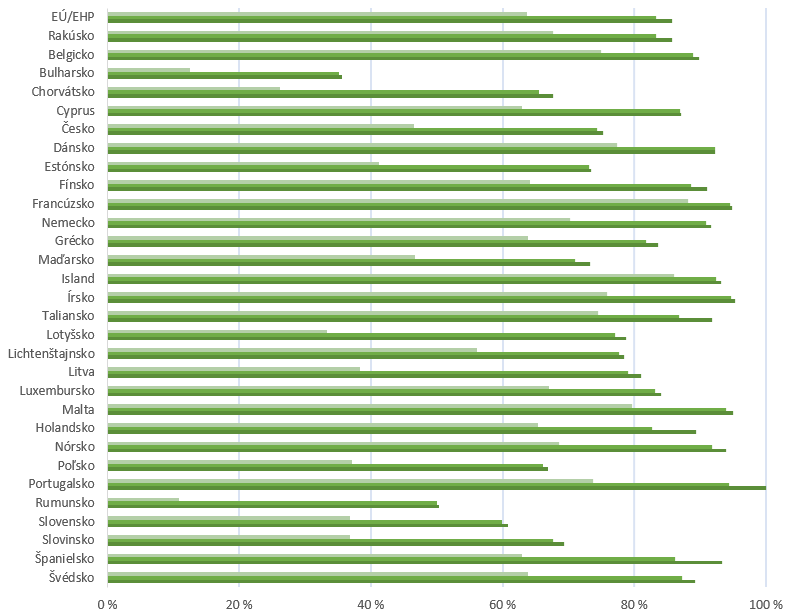 EÚ/EHP
Rakúsko
Belgicko
Bulharsko
Chorvátsko
Cyprus
Česko
Dánsko
Estónsko
Fínsko
Francúzsko
Nemecko
Grécko
Maďarsko
Island
Írsko
Taliansko
Lotyšsko
Lichtenštajnsko
Litva
Luxembursko
Malta
Holandsko
Nórsko
Poľsko
Portugalsko
Rumunsko
Slovensko
Slovinsko
Španielsko
Švédsko
0 % 20 % 40 % 60 % 80 % 100 %